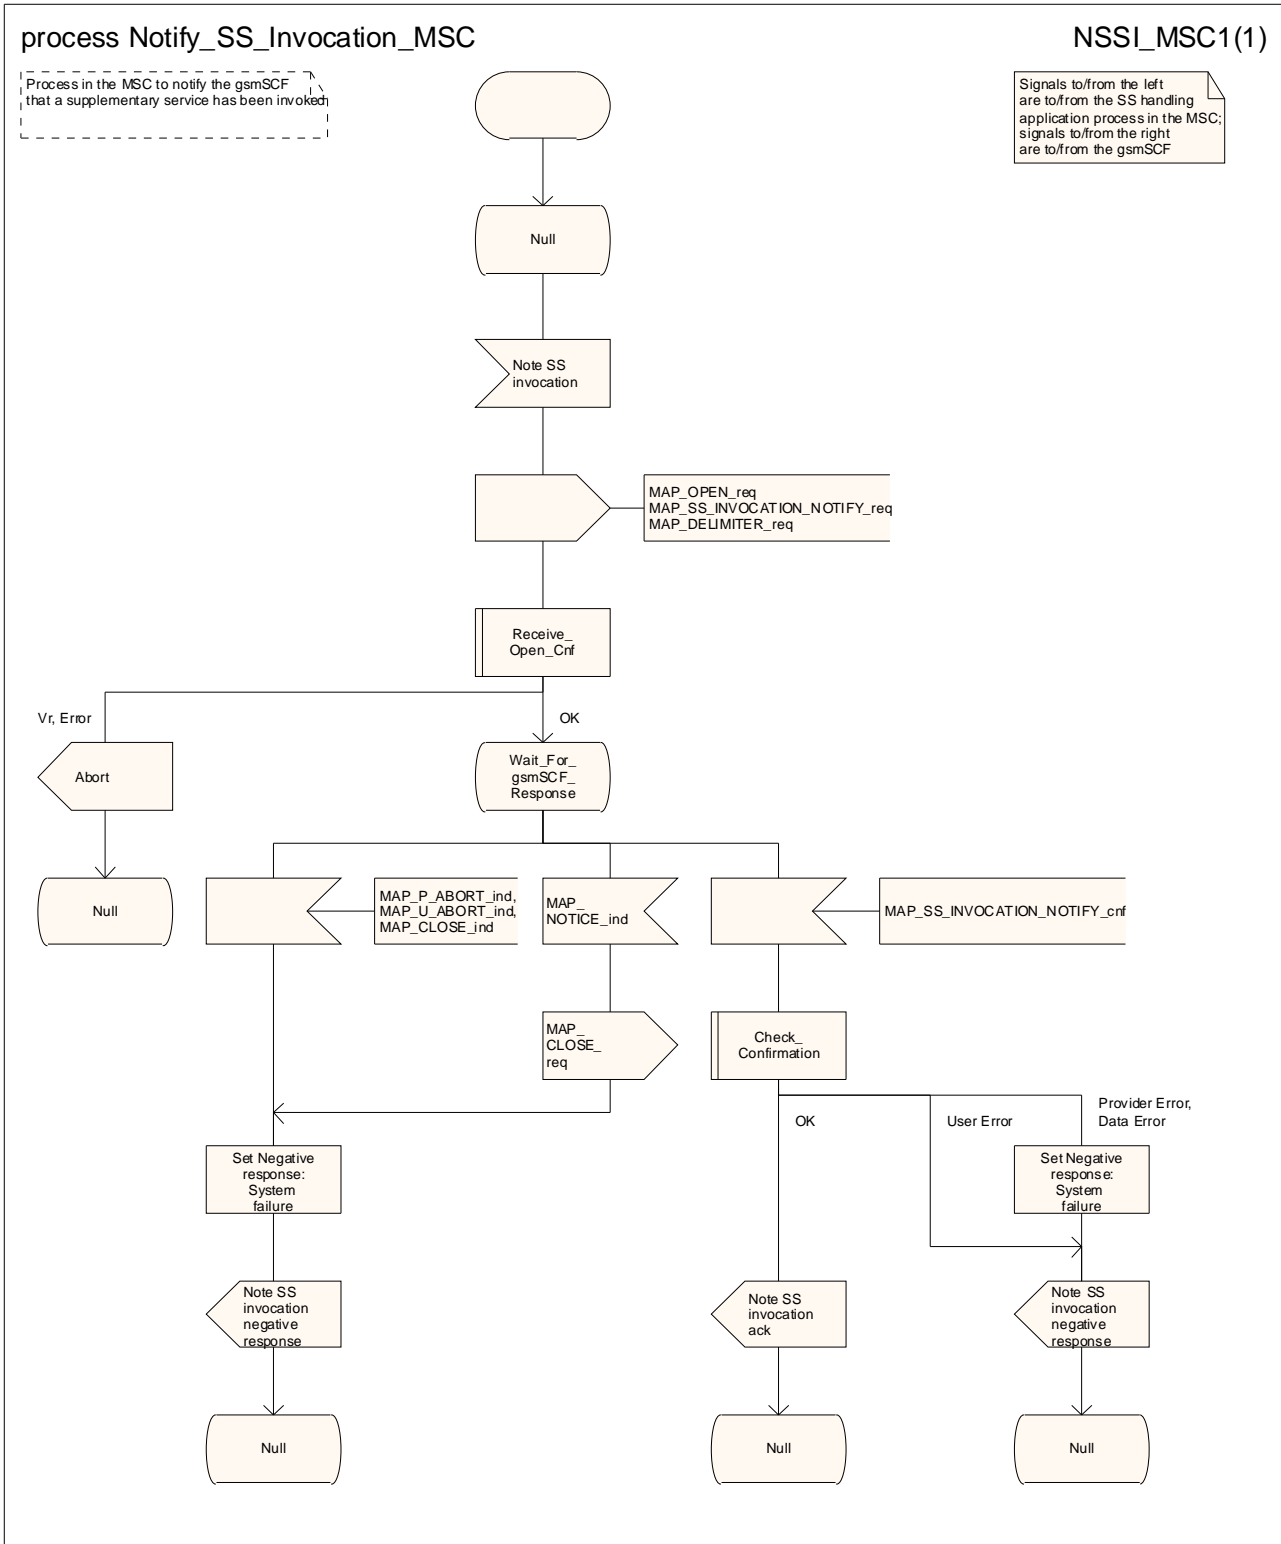 process Notify_SS_Invocation_MSC
NSSI_MSC1(1)
Process in the MSC to notify the gsmSCF
that a supplementary service has been invoked
Signals to/from the left
are to/from the SS handling
application process in the MSC;
signals to/from the right
are to/from the gsmSCF
Null
Note SS
invocation
MAP_OPEN_req
MAP_SS_INVOCATION_NOTIFY_req
MAP_DELIMITER_req
Receive_
Open_Cnf
Vr, Error
OK
Abort
Wait_For_
gsmSCF_
Response
Null
MAP_P_ABORT_ind,
MAP_U_ABORT_ind,
MAP_CLOSE_ind
MAP_
NOTICE_ind
MAP_SS_INVOCATION_NOTIFY_cnf
MAP_
CLOSE_
req
Check_
Confirmation
OK
User Error
Provider Error,
Data Error
Set Negative
response:
System
failure
Set Negative
response:
System
failure
Note SS
invocation
negative
response
Note SS
invocation
ack
Note SS
invocation
negative
response
Null
Null
Null